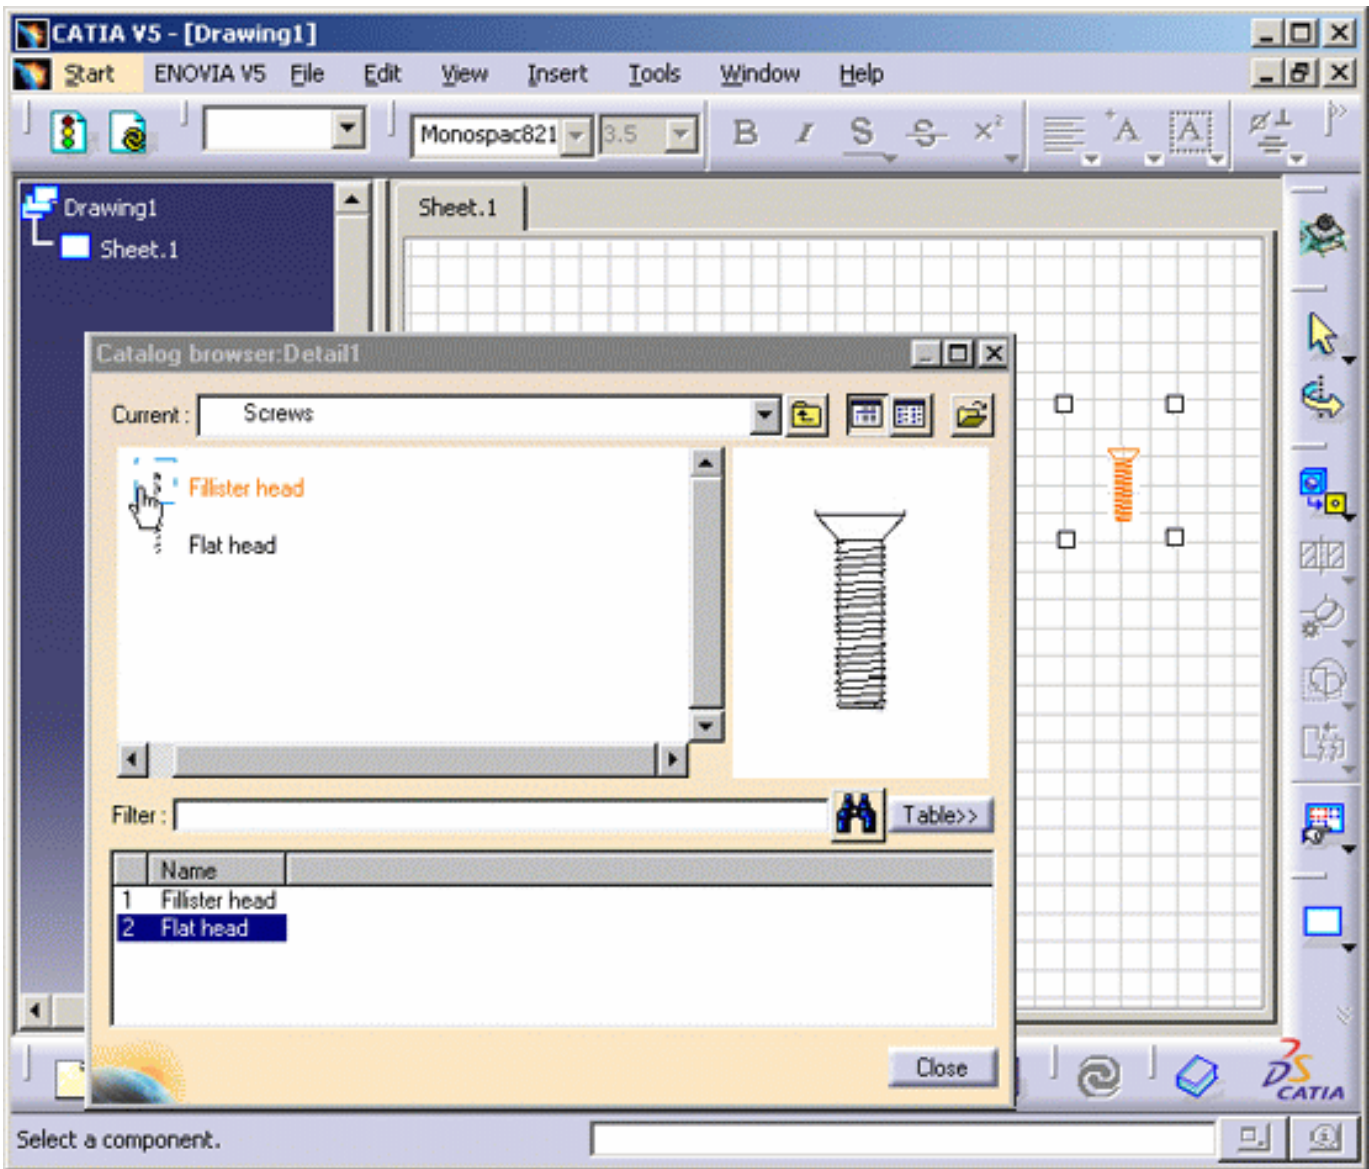 CATIA V5 - [Drawing1]
Start ENOVIA V5 File Edit View Insert Tools Window Help
Monospac821 3.5 B I S S x² A A
Drawing1
Sheet.1
Sheet.1
Catalog browser:Detail1
Current : Screws
Fillister head
Flat head
Filter : Table>>
Name
1 Fillister head
2 Flat head
Close
DS CATIA
Select a component.